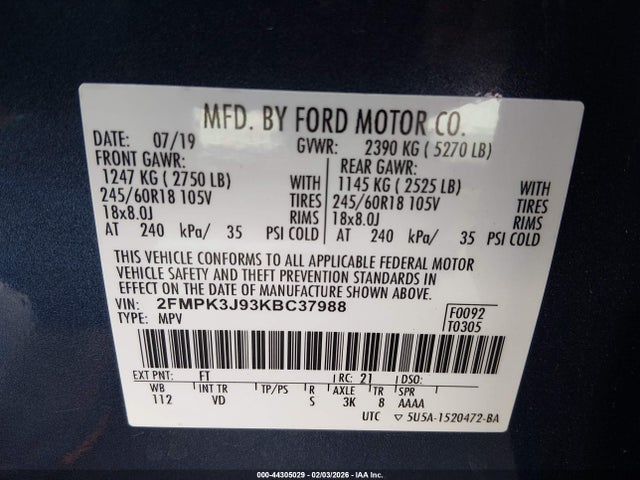 MFD. BY FORD MOTOR CO.
DATE: 07/19 GVWR: 2390 KG ( 5270 LB)
FRONT GAWR: REAR GAWR:
1247 KG ( 2750 LB) 1145 KG ( 2525 LB)
245/60R18 105V TIRES 245/60R18 105V TIRES
18x8.0J RIMS 18x8.0J RIMS
AT 240 kPa/ 35 PSI COLD AT 240 kPa/ 35 PSI COLD
THIS VEHICLE CONFORMS TO ALL APPLICABLE FEDERAL MOTOR
VEHICLE SAFETY AND THEFT PREVENTION STANDARDS IN
EFFECT ON THE DATE OF MANUFACTURE SHOWN ABOVE.
VIN: 2FMPK3J93KBC37988 F0092
TYPE: MPV T0305
EXT PNT: FT RC: 21 DSO:
WB INT TR TP/PS R AXLE TR SPR
112 VD S 3K 8 AAAA
UTC 5U5A-1520472-BA
000-44305029 - 02/03/2026 - IAA Inc.